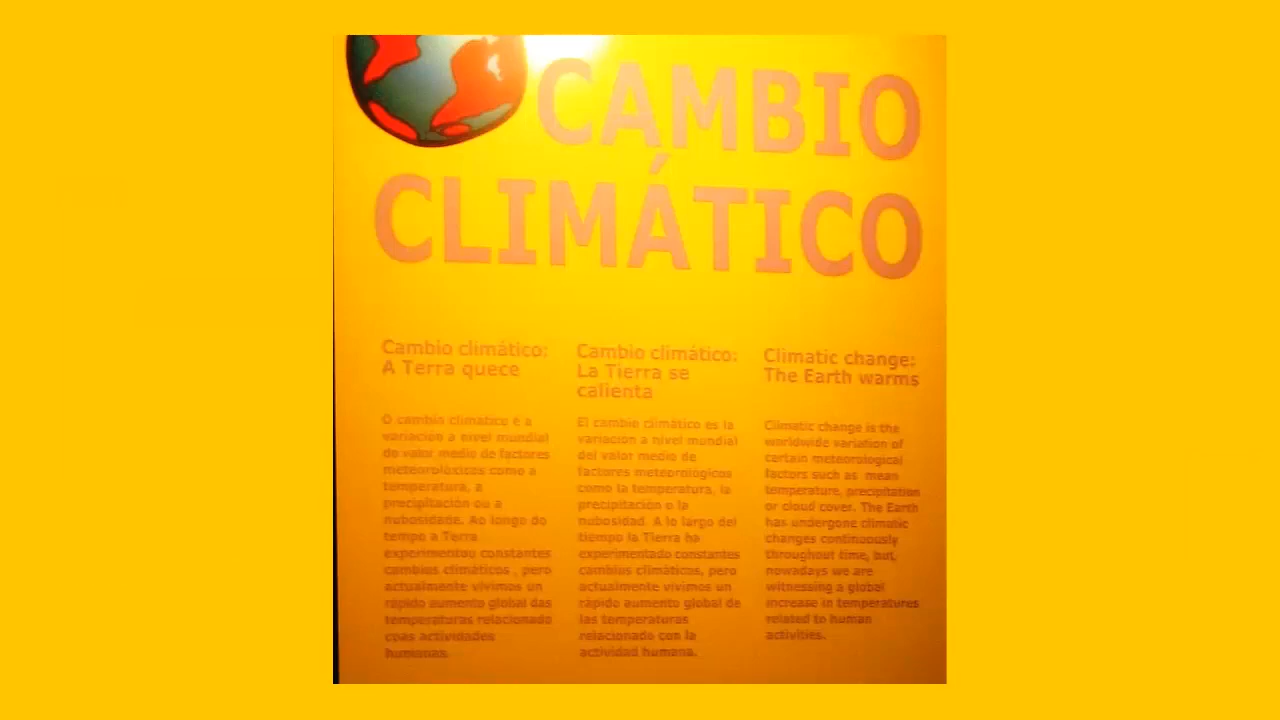 CAMBIO
CLIMÁTICO
Cambio climático:
A Terra quece
O cambio climático é a
variación a nivel mundial
do valor medio de factores
meteorolóxicos como a
temperatura, a
precipitación ou a
nubosidade. Ao longo do
tempo a Terra
experimentou constantes
cambios climáticos , pero
actualmente vivimos un
rápido aumento global das
temperaturas relacionado
coas actividades
humanas.
Cambio climático:
La Tierra se
calienta
El cambio climático es la
variación a nivel mundial
del valor medio de
factores meteorológicos
como la temperatura, la
precipitación o la
nubosidad. A lo largo del
tiempo la Tierra ha
experimentado constantes
cambios climáticos, pero
actualmente vivimos un
rápido aumento global de
las temperaturas
relacionado con la
actividad humana.
Climatic change:
The Earth warms
Climatic change is the
worldwide variation of
certain meteorological
factors such as mean
temperature, precipitation
or cloud cover. The Earth
has undergone climatic
changes continuously
throughout time, but,
nowadays we are
witnessing a global
increase in temperatures
related to human
activities.